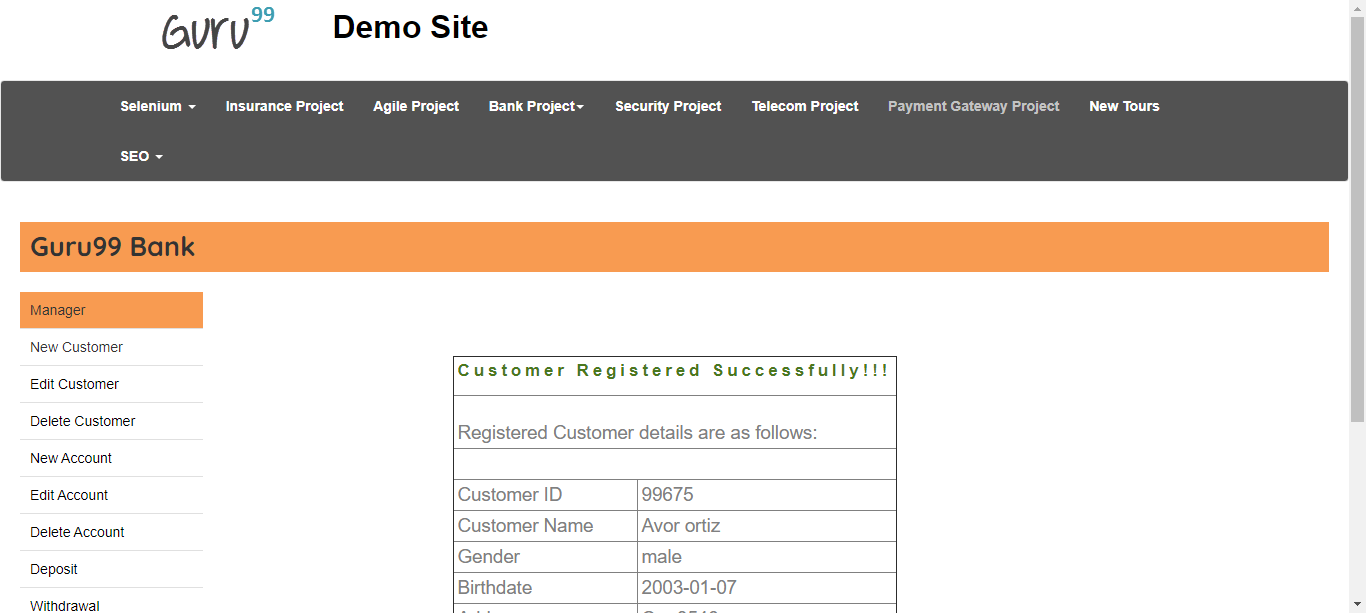 Guru99 Demo Site
Selenium Insurance Project Agile Project Bank Project Security Project Telecom Project Payment Gateway Project New Tours
SEO
Guru99 Bank
Manager
New Customer
Edit Customer
Delete Customer
New Account
Edit Account
Delete Account
Deposit
Withdrawal
Customer Registered Successfully!!!
Registered Customer details are as follows:
Customer ID 99675
Customer Name Avor ortiz
Gender male
Birthdate 2003-01-07